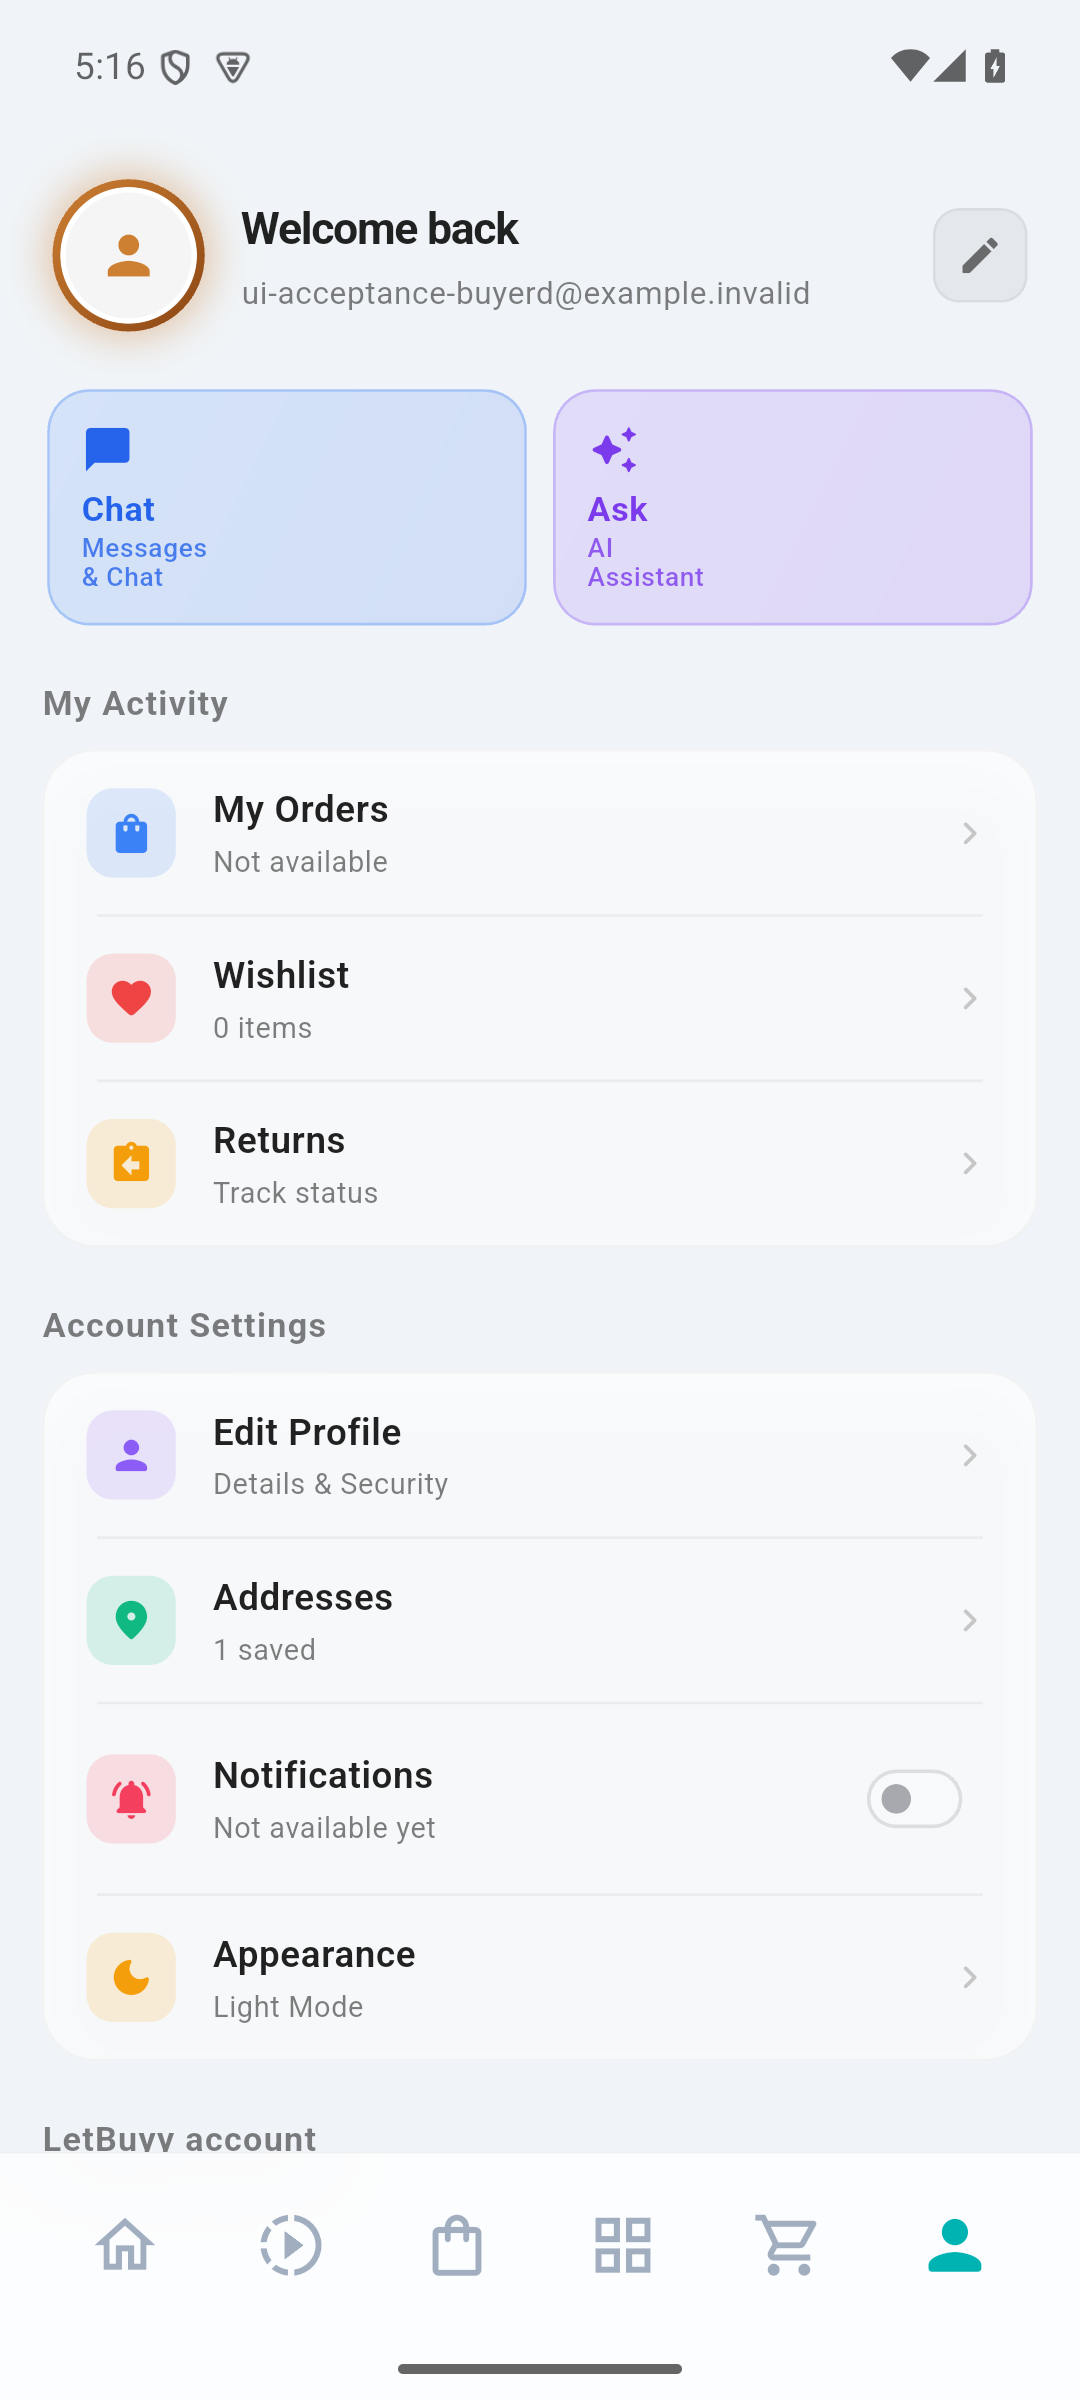 5:16
Welcome back
ui-acceptance-buyerd@example.invalid
Chat
Messages
& Chat
Ask
AI
Assistant
My Activity
My Orders
Not available
Wishlist
0 items
Returns
Track status
Account Settings
Edit Profile
Details & Security
Addresses
1 saved
Notifications
Not available yet
Appearance
Light Mode
LetBuyy account